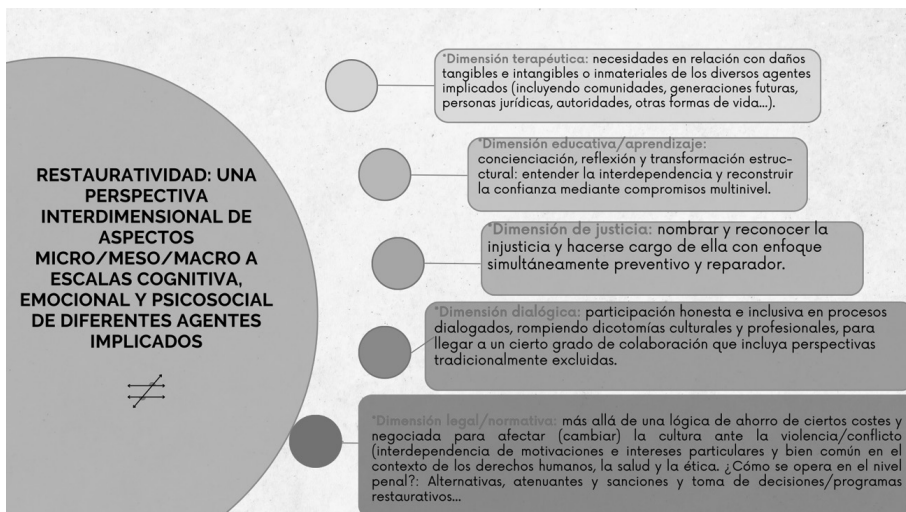 RESTAURATIVIDAD: UNA
PERSPECTIVA
INTERDIMENSIONAL DE
ASPECTOS
MICRO/MESO/MACRO A
ESCALAS COGNITIVA,
EMOCIONAL Y PSICOSOCIAL
DE DIFERENTES AGENTES
IMPLICADOS
*Dimensión terapéutica: necesidades en relación con daños
tangibles e intangibles o inmateriales de los diversos agentes
implicados (incluyendo comunidades, generaciones futuras,
personas jurídicas, autoridades, otras formas de vida...).
*Dimensión educativa/aprendizaje:
concienciación, reflexión y transformación estruc-
ctural: entender la interdependencia y reconstruir
la confianza mediante compromisos multinivel.
*Dimensión de justicia: nombrar y reconocer la
injusticia y hacerse cargo de ella con enfoque
simultáneamente preventivo y reparador.
*Dimensión dialógica: participación honesta e inclusiva en procesos
dialogados, rompiendo dicotomías culturales y profesionales, para
llegar a un cierto grado de colaboración que incluya perspectivas
tradicionalmente excluidas.
*Dimensión legal/normativa: más allá de una lógica de ahorro de ciertos costes y
negociada para afectar (cambiar) la cultura ante la violencia/conflicto
(interdependencia de motivaciones e intereses particulares y bien común en el
contexto de los derechos humanos, la salud y la ética. ¿Cómo se opera en el nivel
penal?: Alternativas, atenuantes y sanciones y toma de decisiones/programas
restaurativos...